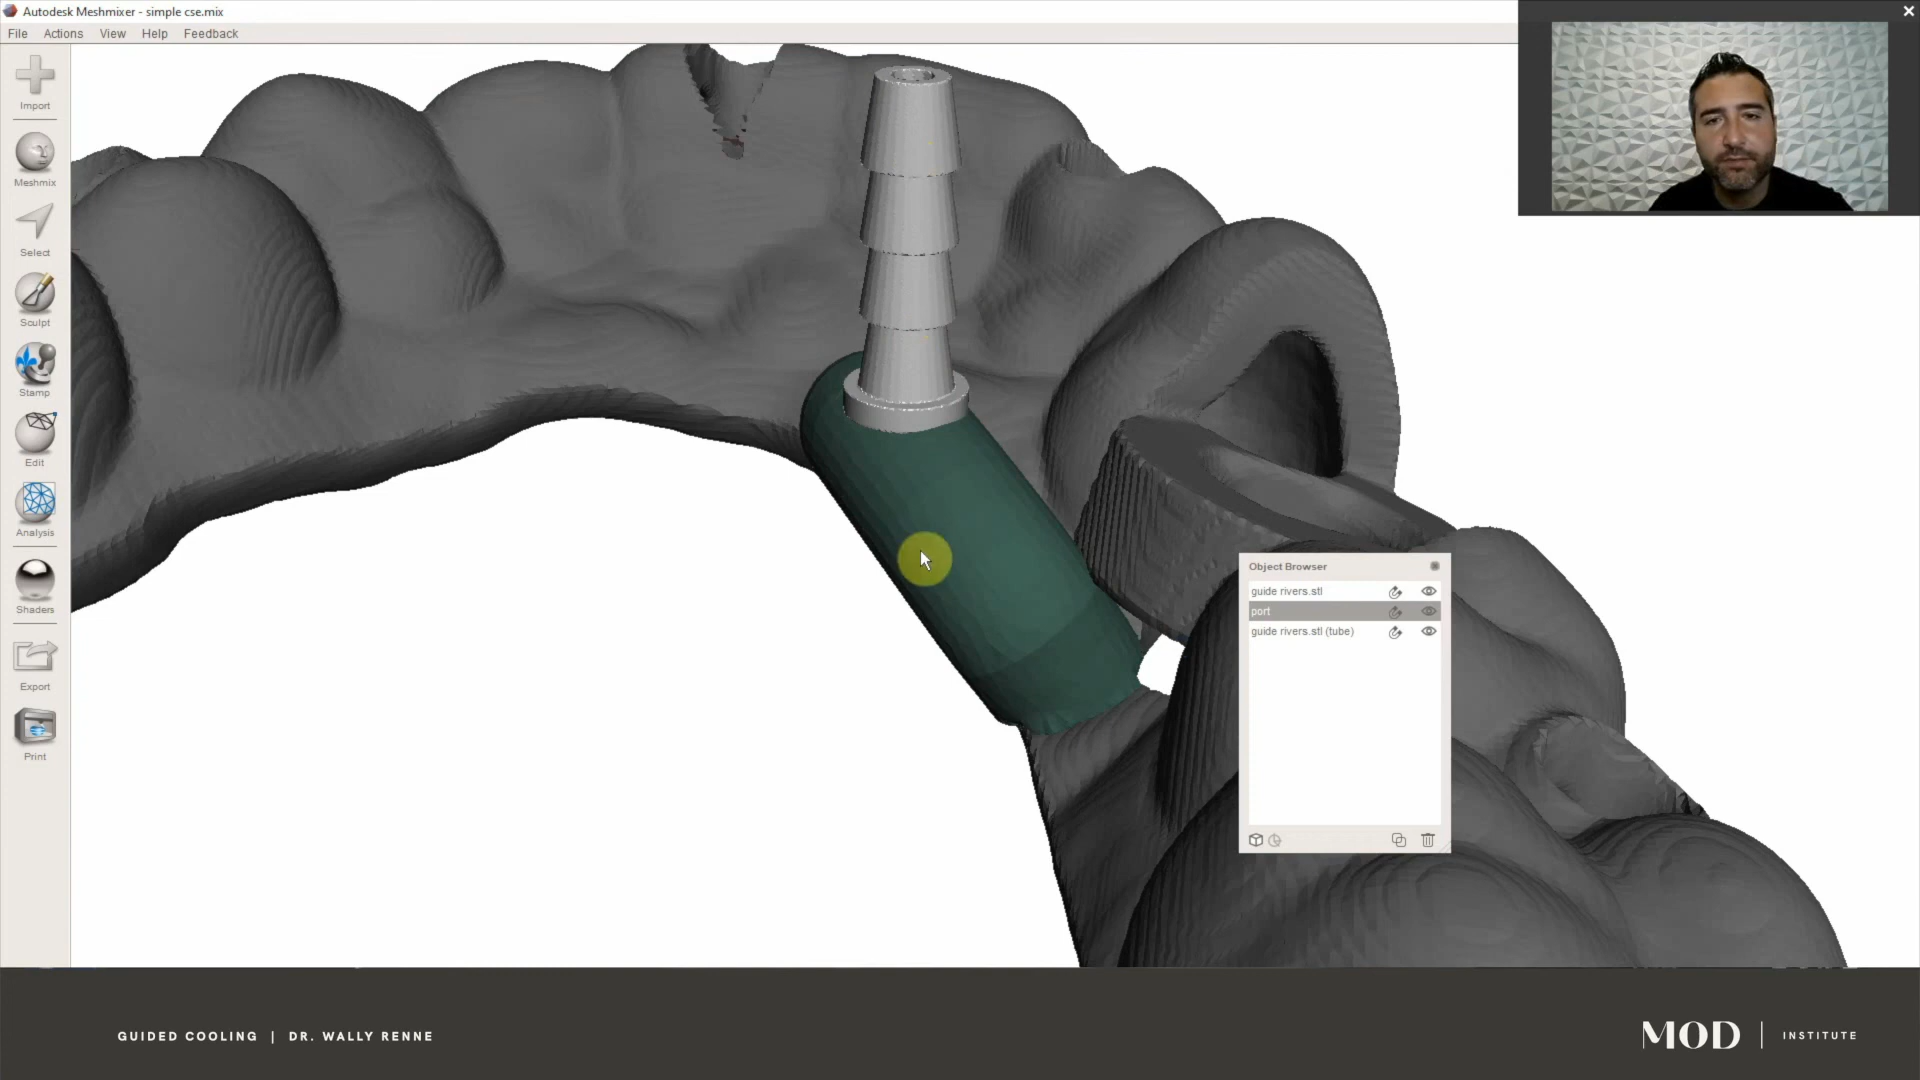 Autodesk Meshmixer - simple cse.mix
File Actions View Help Feedback
Import
Meshmix
Select
Sculpt
Stamp
Edit
Analysis
Shaders
Export
Print
Object Browser
guide rivers.stl
port
guide rivers.stl (tube)
GUIDED COOLING | DR. WALLY RENNE
MOD | INSTITUTE